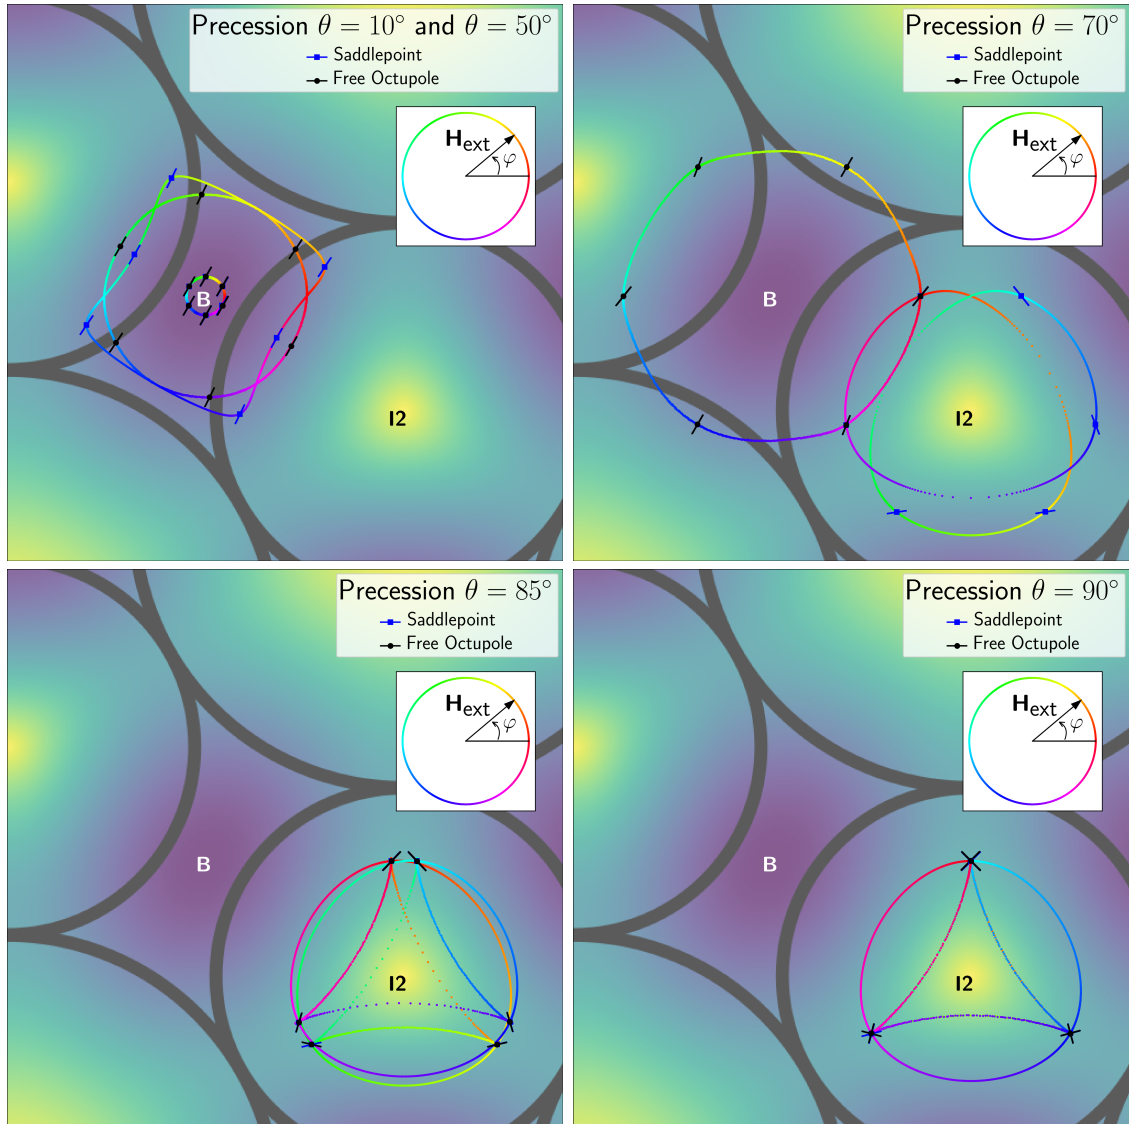 Precession θ = 10° and θ = 50°
Saddlepoint
Free Octupole
H_ext
φ
B
I2
Precession θ = 70°
Saddlepoint
Free Octupole
H_ext
φ
B
I2
Precession θ = 85°
Saddlepoint
Free Octupole
H_ext
φ
B
I2
Precession θ = 90°
Saddlepoint
Free Octupole
H_ext
φ
B
I2